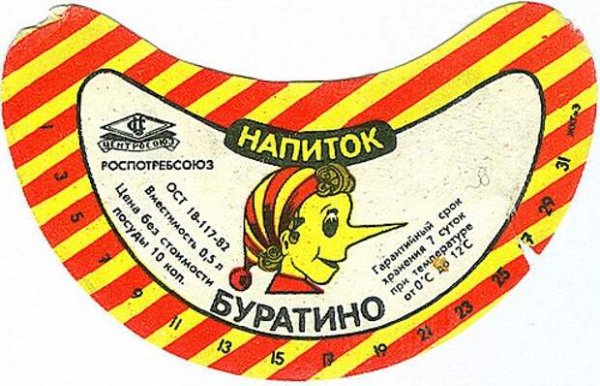 НАПИТОК
ЦЕНТРОСОЮЗ
РОСПОТРЕБСОЮЗ
ОСТ 18-117-82
Вместимость 0,5 л
Цена без стоимости
посуды 10 коп.
Гарантийный срок
хранения 7 суток
при температуре
от 0°С до 12°С
БУРАТИНО
1 3 5 7 9 11 13 15 17 19 21 23 25 27 29 31